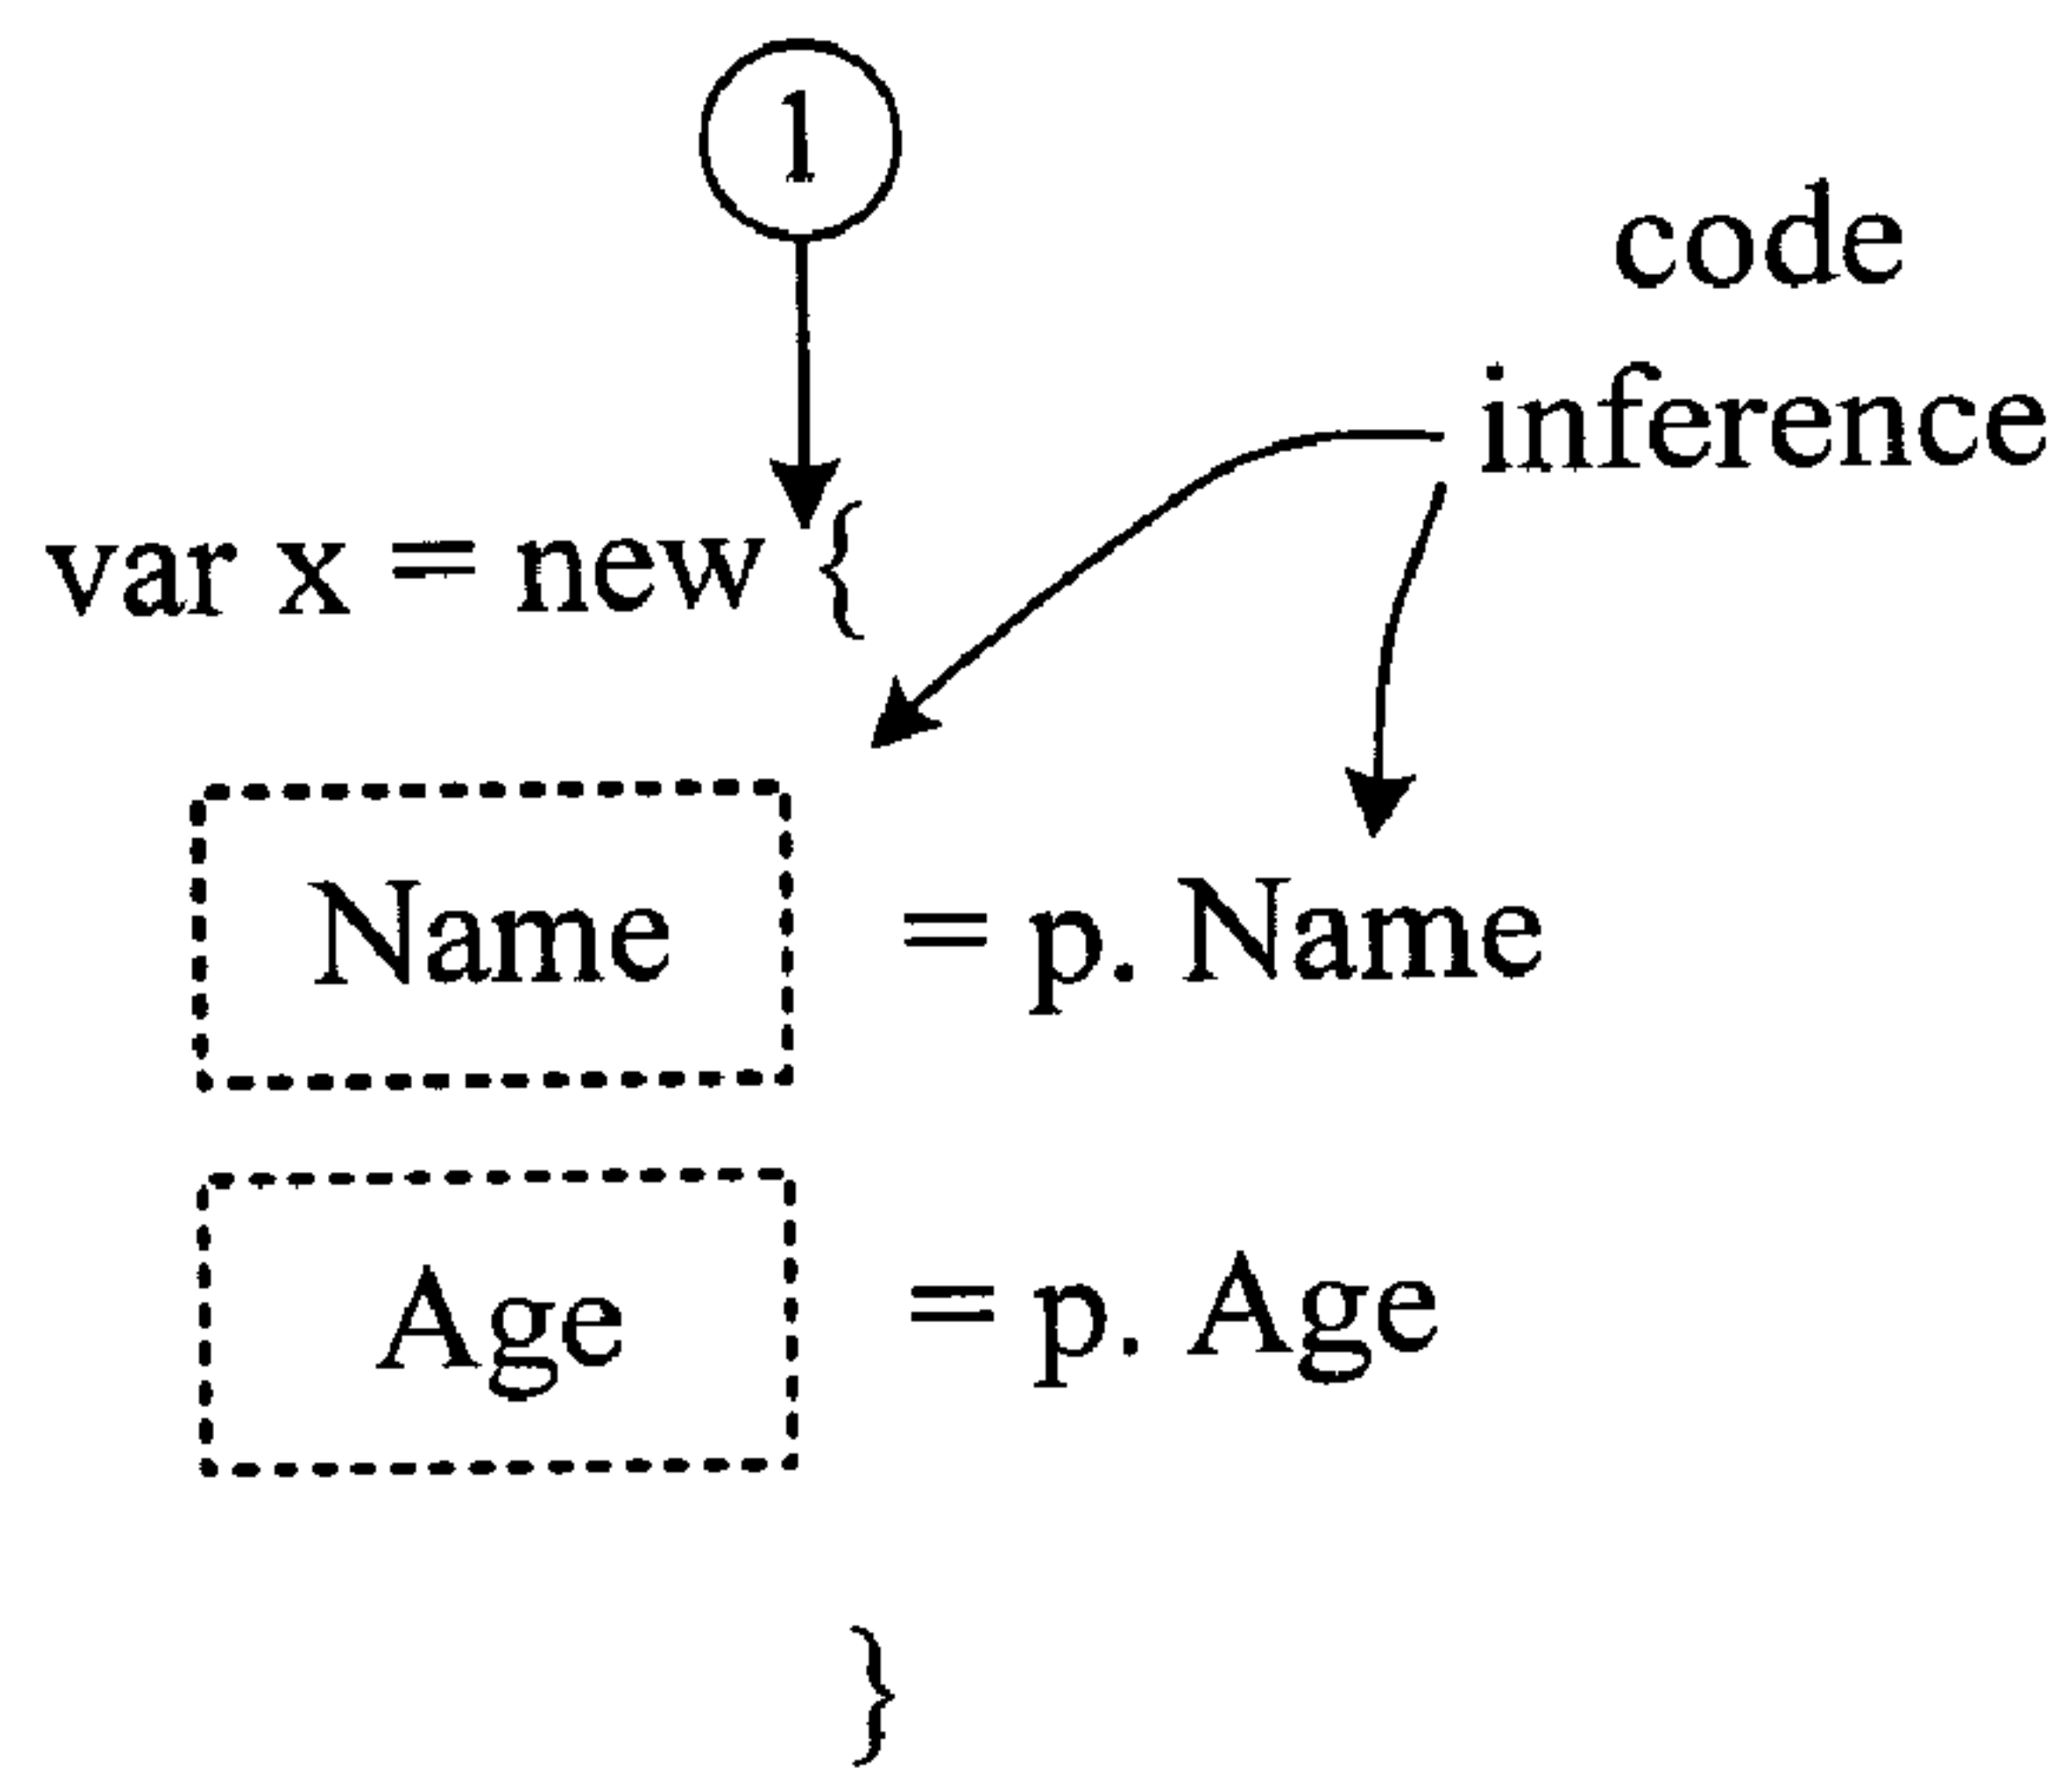 1
code
inference
var x = new {
Name = p. Name
Age = p. Age
}